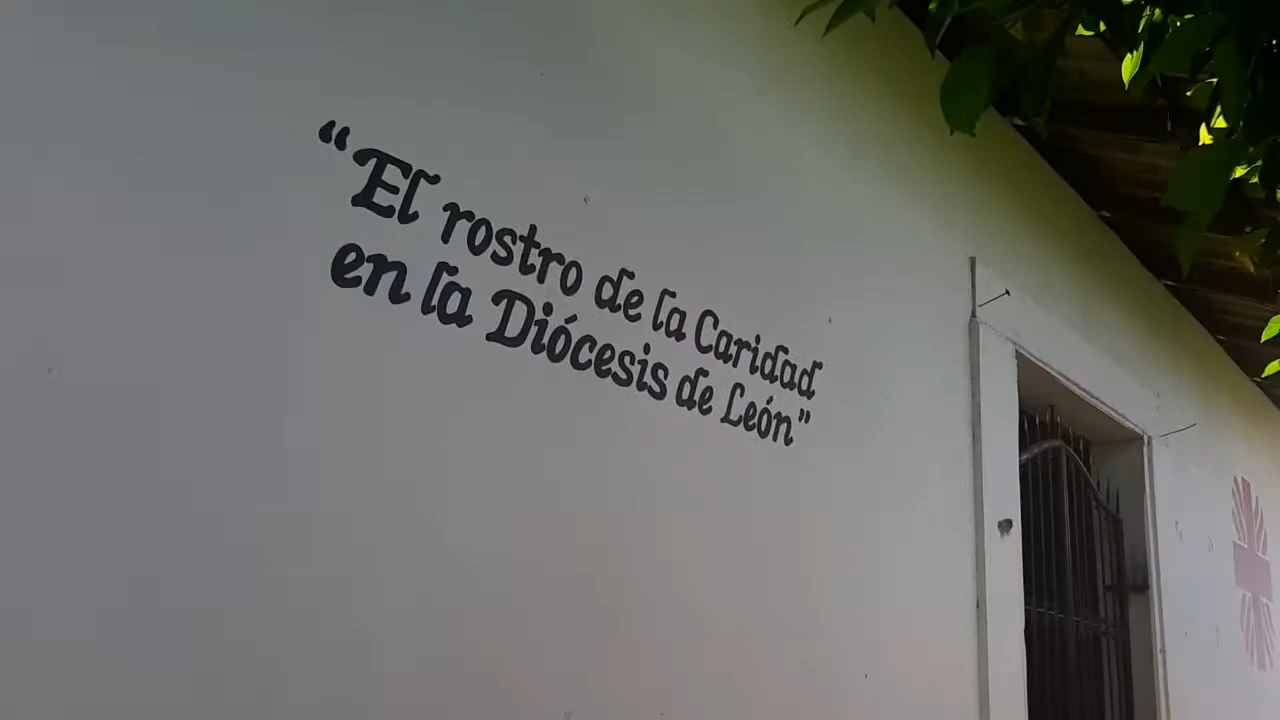 “El rostro de la Caridad
en la Diócesis de León”